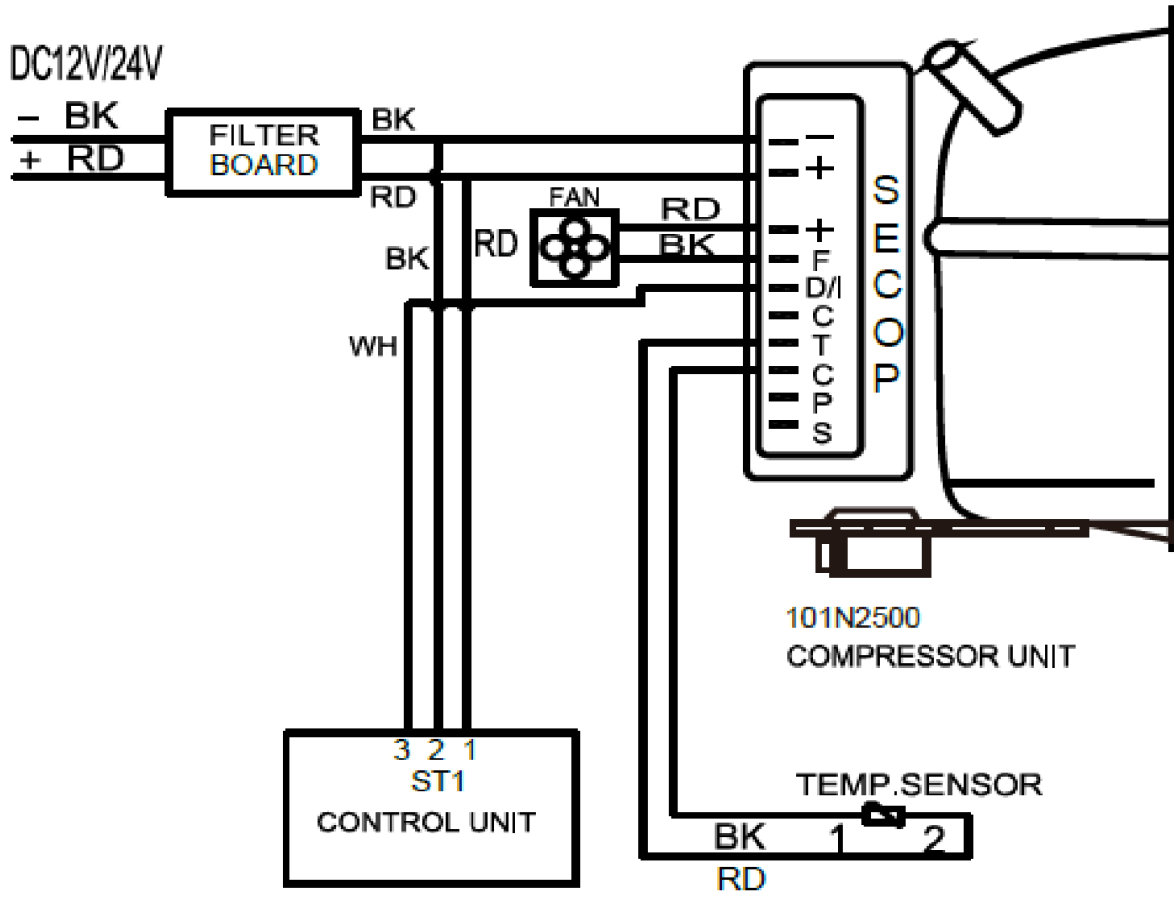 DC12V/24V
− BK
+ RD
FILTER
BOARD
BK
RD
BK
WH
FAN
RD
RD
BK
−
+
+
F
D/I
C
T
C
P
S
SECOP
101N2500
COMPRESSOR UNIT
3 2 1
ST1
CONTROL UNIT
TEMP.SENSOR
BK 1 2
RD